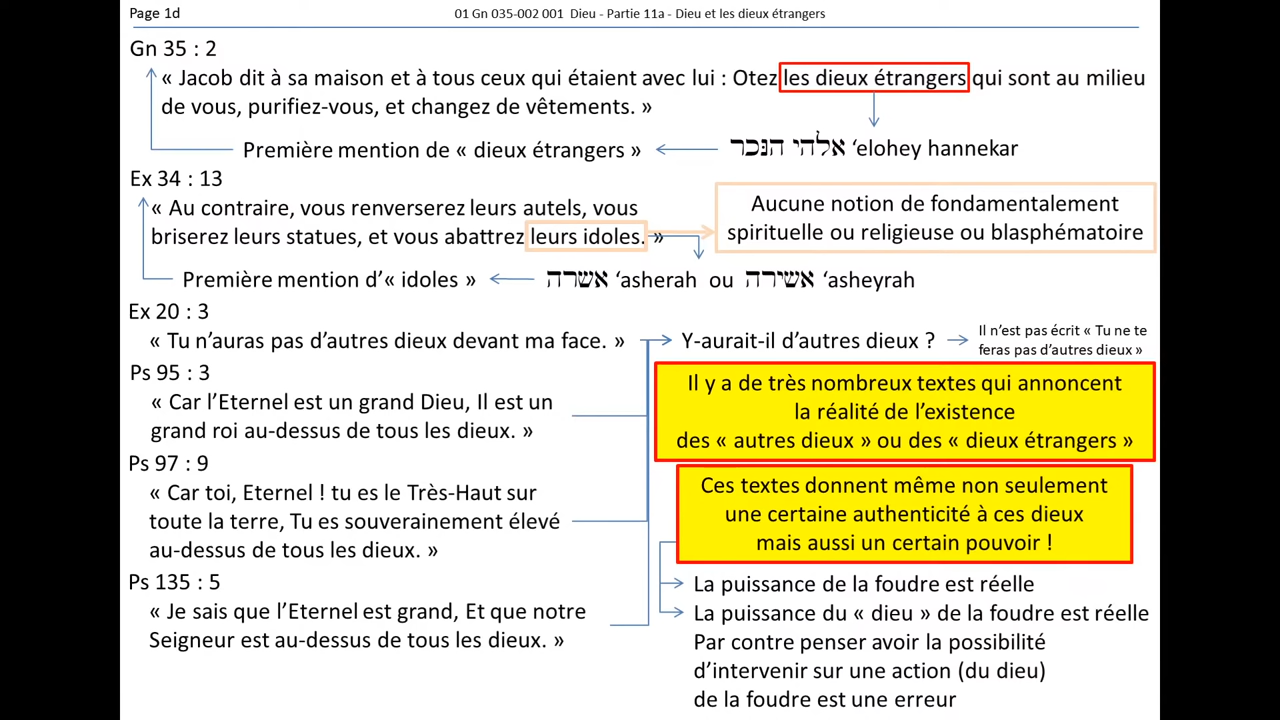 Page 1d
01 Gn 035-002 001 Dieu - Partie 11a - Dieu et les dieux étrangers
Gn 35 : 2
« Jacob dit à sa maison et à tous ceux qui étaient avec lui : Otez les dieux étrangers qui sont au milieu
de vous, purifiez-vous, et changez de vêtements. »
Première mention de « dieux étrangers »
אלהי הנּכר ‘elohey hannekar
Ex 34 : 13
« Au contraire, vous renverserez leurs autels, vous
briserez leurs statues, et vous abattrez leurs idoles. »
Aucune notion de fondamentalement
spirituelle ou religieuse ou blasphématoire
Première mention d’« idoles »
אשרה ‘asherah ou אשירה ‘asheyrah
Ex 20 : 3
« Tu n’auras pas d’autres dieux devant ma face. »
Y-aurait-il d’autres dieux ?
Il n’est pas écrit « Tu ne te
feras pas d’autres dieux »
Ps 95 : 3
« Car l’Eternel est un grand Dieu, Il est un
grand roi au-dessus de tous les dieux. »
Il y a de très nombreux textes qui annoncent
la réalité de l’existence
des « autres dieux » ou des « dieux étrangers »
Ps 97 : 9
« Car toi, Eternel ! tu es le Très-Haut sur
toute la terre, Tu es souverainement élevé
au-dessus de tous les dieux. »
Ces textes donnent même non seulement
une certaine authenticité à ces dieux
mais aussi un certain pouvoir !
Ps 135 : 5
« Je sais que l’Eternel est grand, Et que notre
Seigneur est au-dessus de tous les dieux. »
La puissance de la foudre est réelle
La puissance du « dieu » de la foudre est réelle
Par contre penser avoir la possibilité
d’intervenir sur une action (du dieu)
de la foudre est une erreur